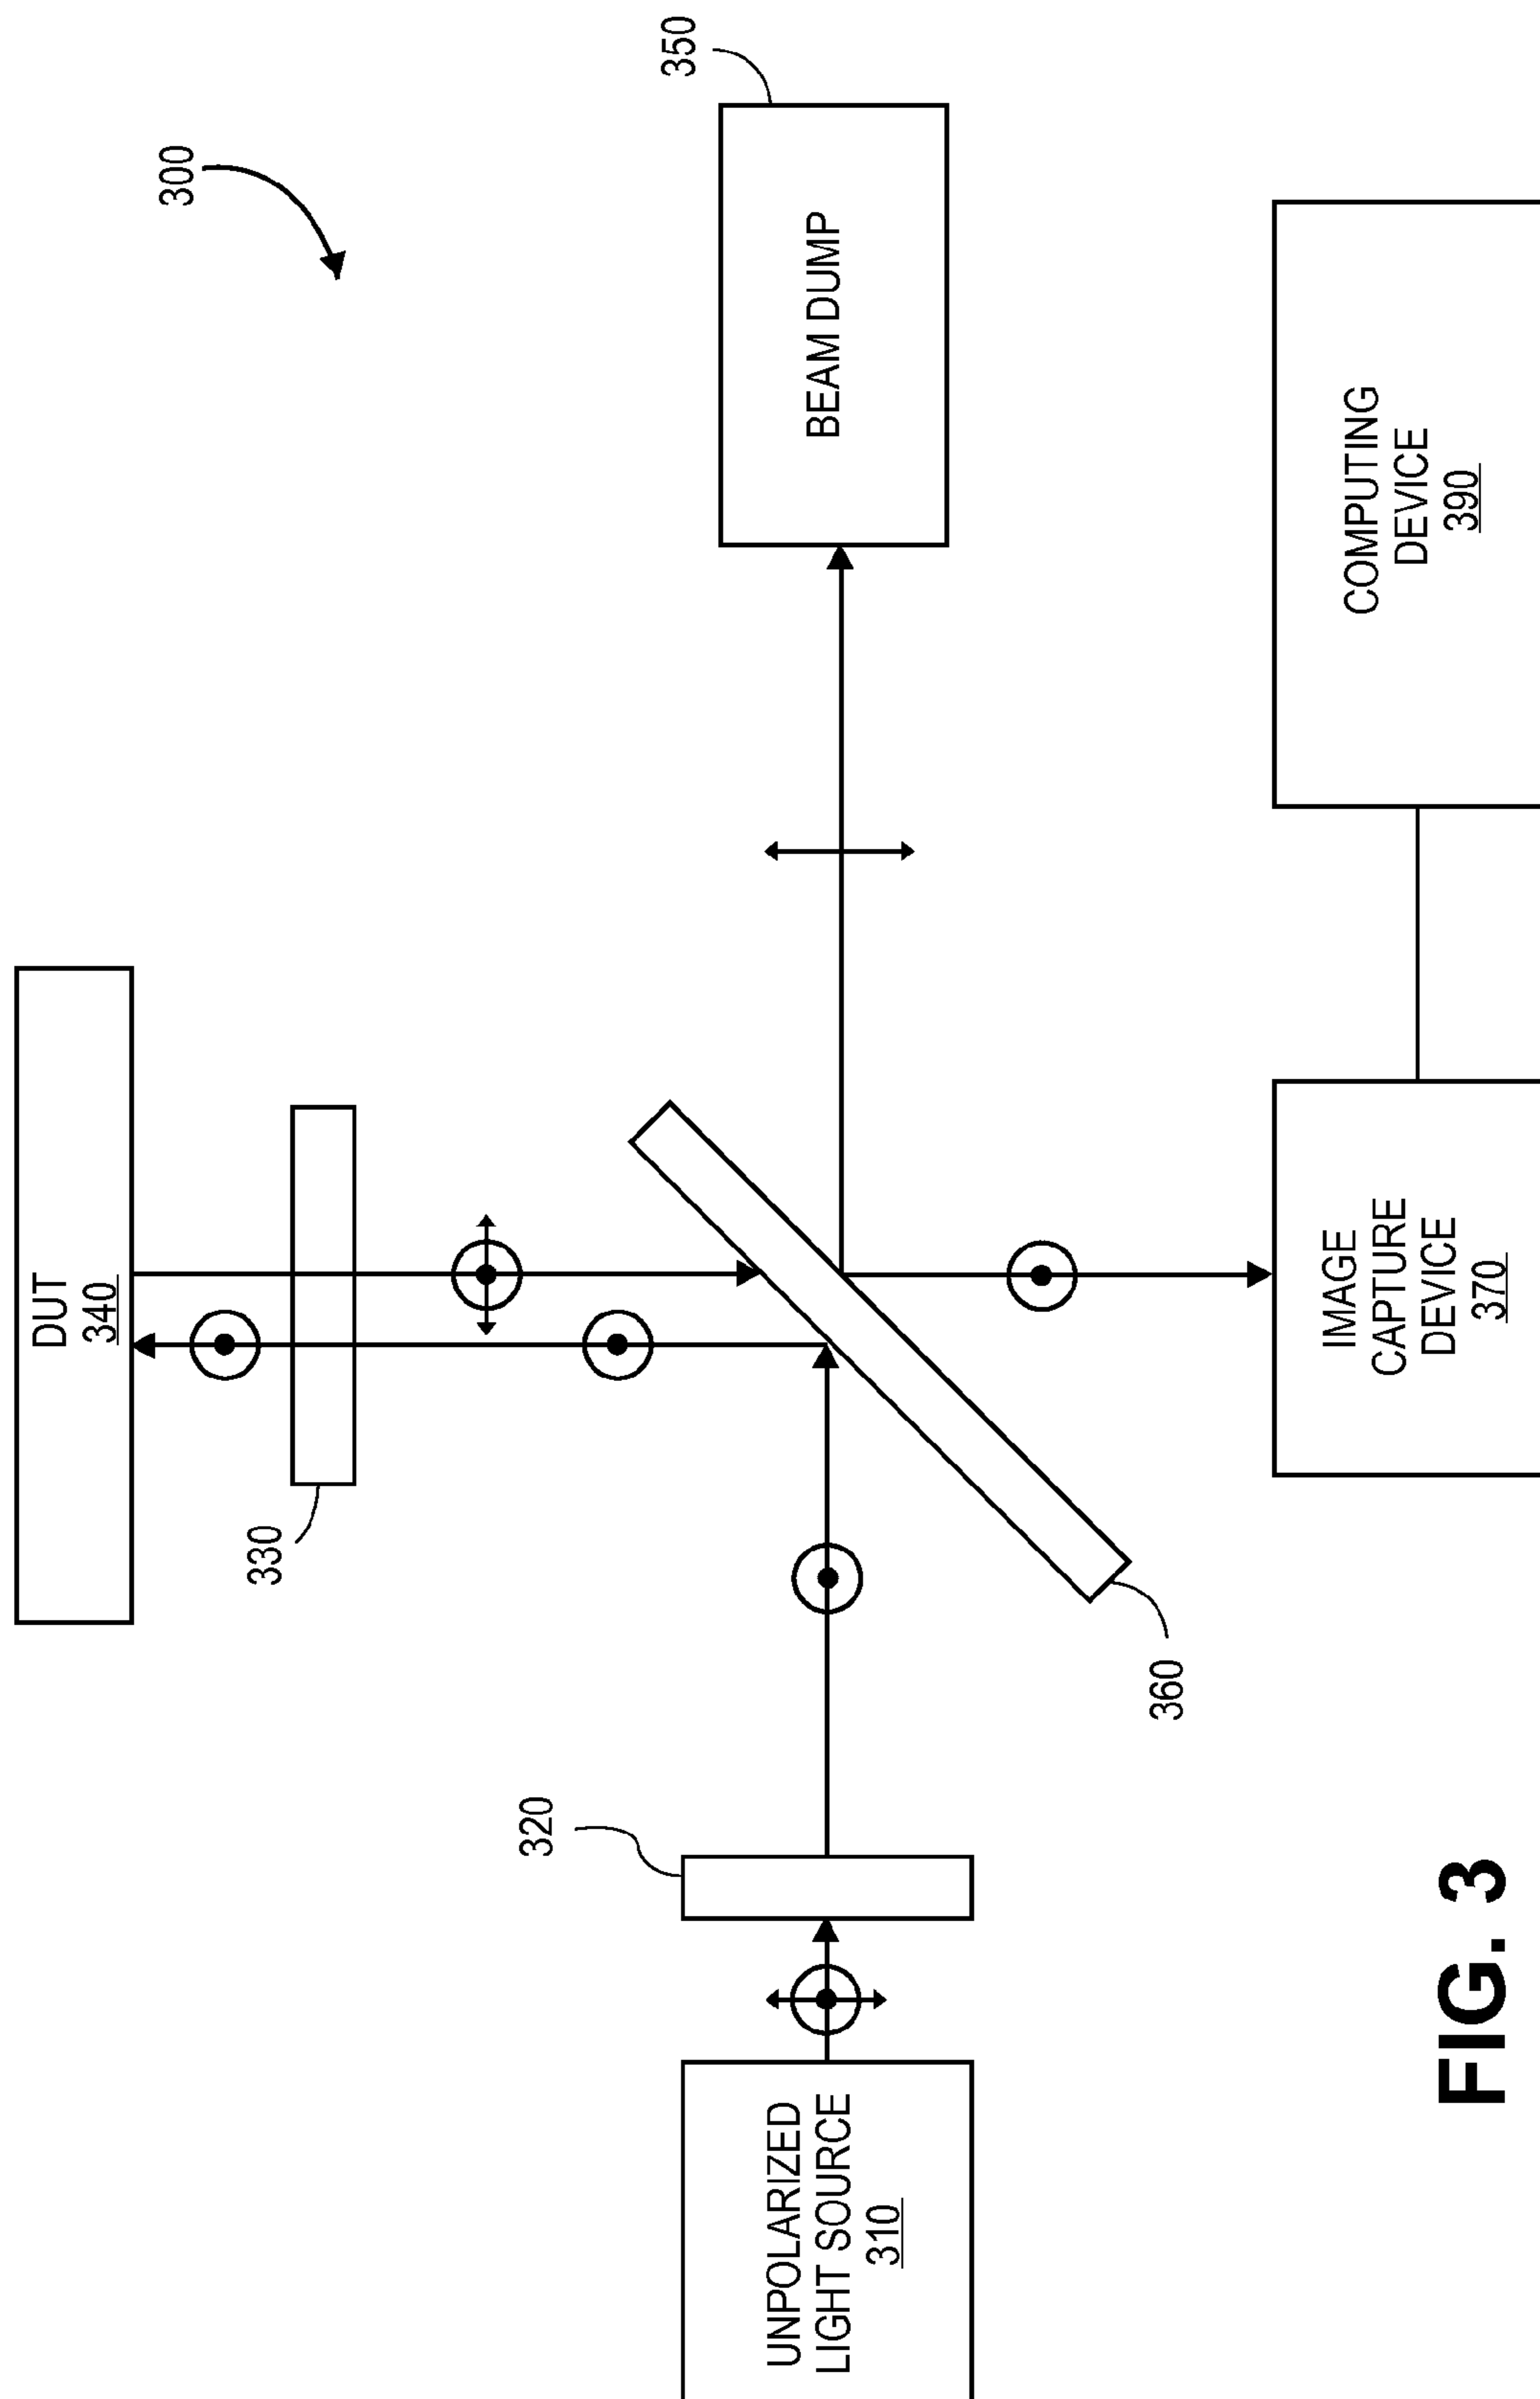 300
350
BEAM DUMP
DUT
340
330
320
UNPOLARIZED
LIGHT SOURCE
310
360
IMAGE
CAPTURE
DEVICE
370
COMPUTING
DEVICE
390
FIG. 3